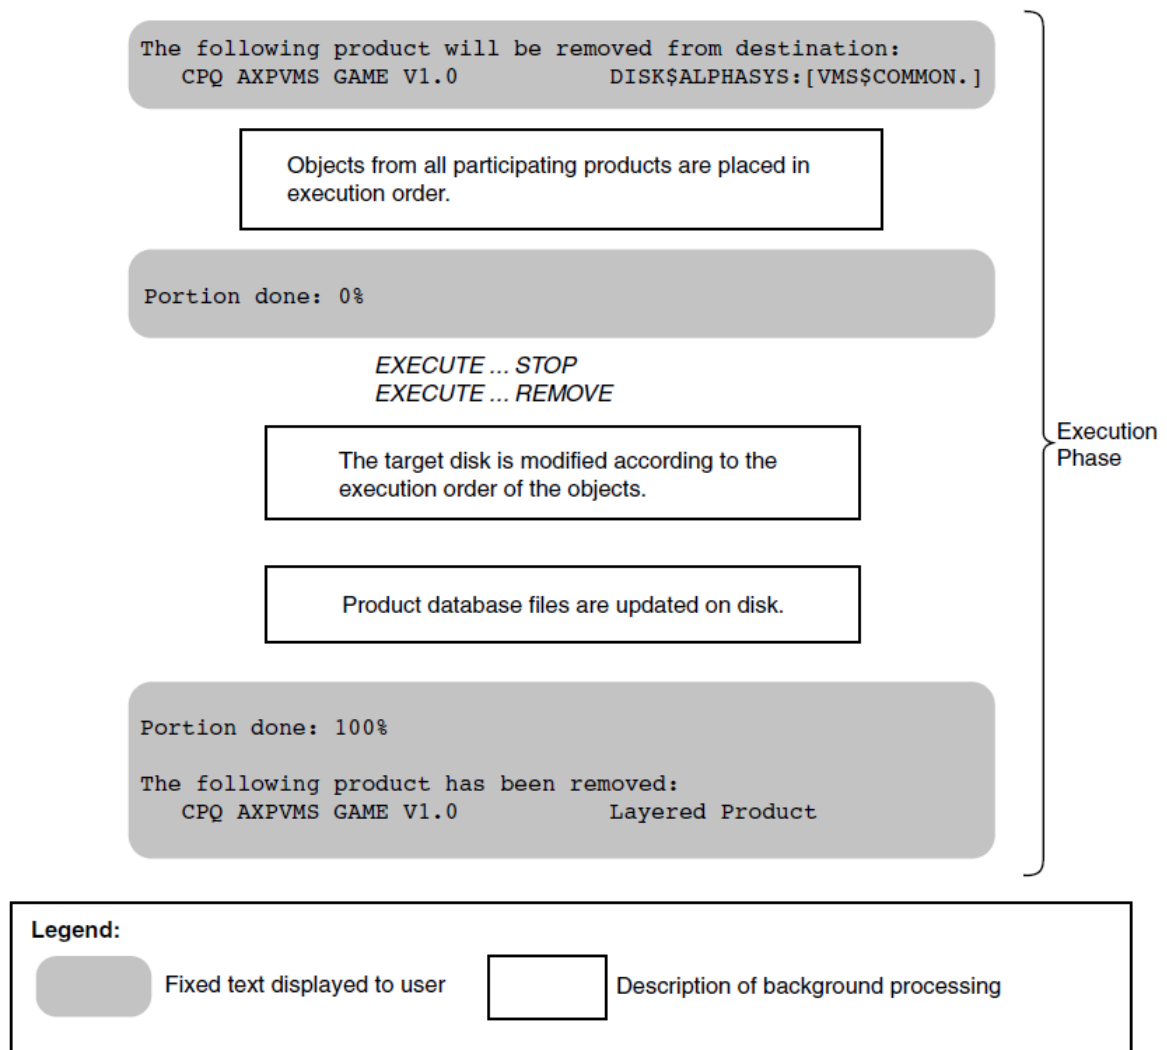 The following product will be removed from destination:
CPQ AXPVMS GAME V1.0 DISK$ALPHASYS:[VMS$COMMON.]
Objects from all participating products are placed in
execution order.
Portion done: 0%
EXECUTE ... STOP
EXECUTE ... REMOVE
The target disk is modified according to the
execution order of the objects.
Execution
Phase
Product database files are updated on disk.
Portion done: 100%
The following product has been removed:
CPQ AXPVMS GAME V1.0 Layered Product
Legend:
Fixed text displayed to user
Description of background processing